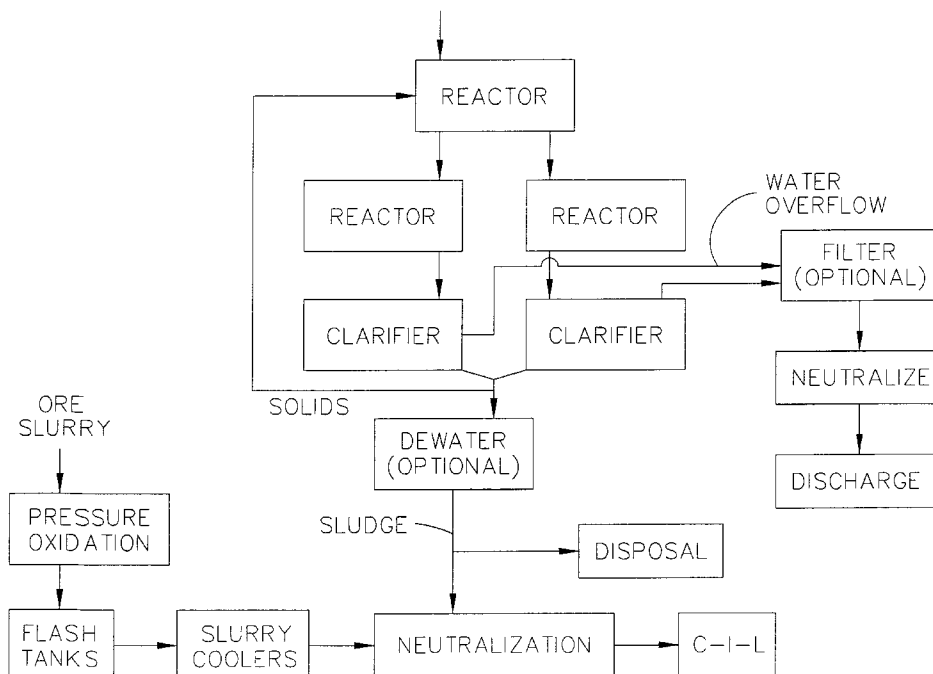 REACTOR
REACTOR
REACTOR
WATER
OVERFLOW
FILTER
(OPTIONAL)
CLARIFIER
CLARIFIER
NEUTRALIZE
SOLIDS
ORE
SLURRY
DEWATER
(OPTIONAL)
DISCHARGE
PRESSURE
OXIDATION
SLUDGE
DISPOSAL
FLASH
TANKS
SLURRY
COOLERS
NEUTRALIZATION
C-I-L